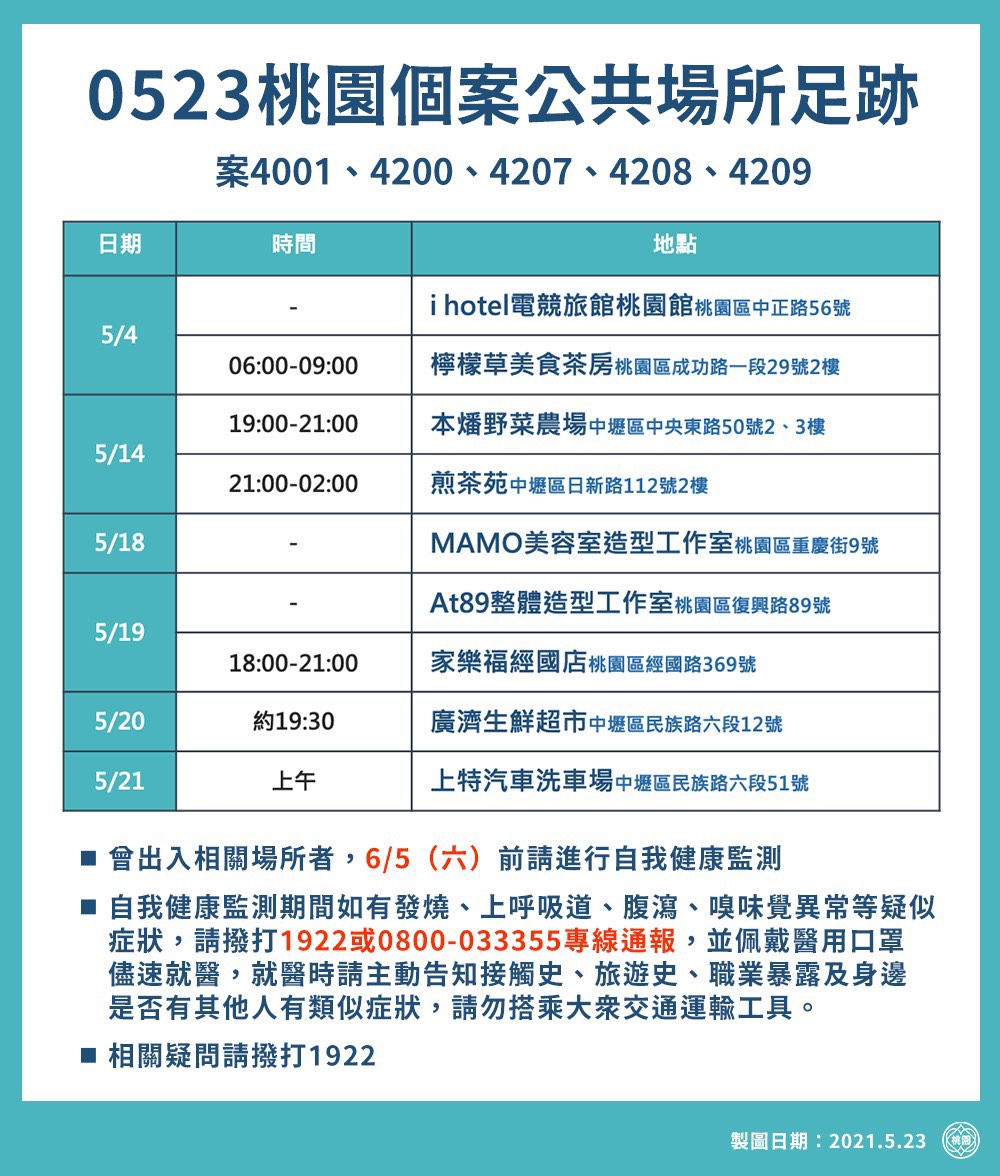 0523桃園個案公共場所足跡
案4001、4200、4207、4208、4209
日期 時間 地點
5/4
- i hotel電競旅館桃園館桃園區中正路56號
06:00-09:00 檸檬草美食茶房桃園區成功路一段29號2樓
5/14
19:00-21:00 本燔野菜農場中壢區中央東路50號2、3樓
21:00-02:00 煎茶苑中壢區日新路112號2樓
5/18 - MAMO美容室造型工作室桃園區重慶街9號
5/19
- At89整體造型工作室桃園區復興路89號
18:00-21:00 家樂福經國店桃園區經國路369號
5/20 約19:30 廣濟生鮮超市中壢區民族路六段12號
5/21 上午 上特汽車洗車場中壢區民族路六段51號
■ 曾出入相關場所者，6/5（六）前請進行自我健康監測
■ 自我健康監測期間如有發燒、上呼吸道、腹瀉、嗅味覺異常等疑似
症狀，請撥打1922或0800-033355專線通報，並佩戴醫用口罩
儘速就醫，就醫時請主動告知接觸史、旅遊史、職業暴露及身邊
是否有其他人有類似症狀，請勿搭乘大眾交通運輸工具。
■ 相關疑問請撥打1922
製圖日期：2021.5.23 桃園